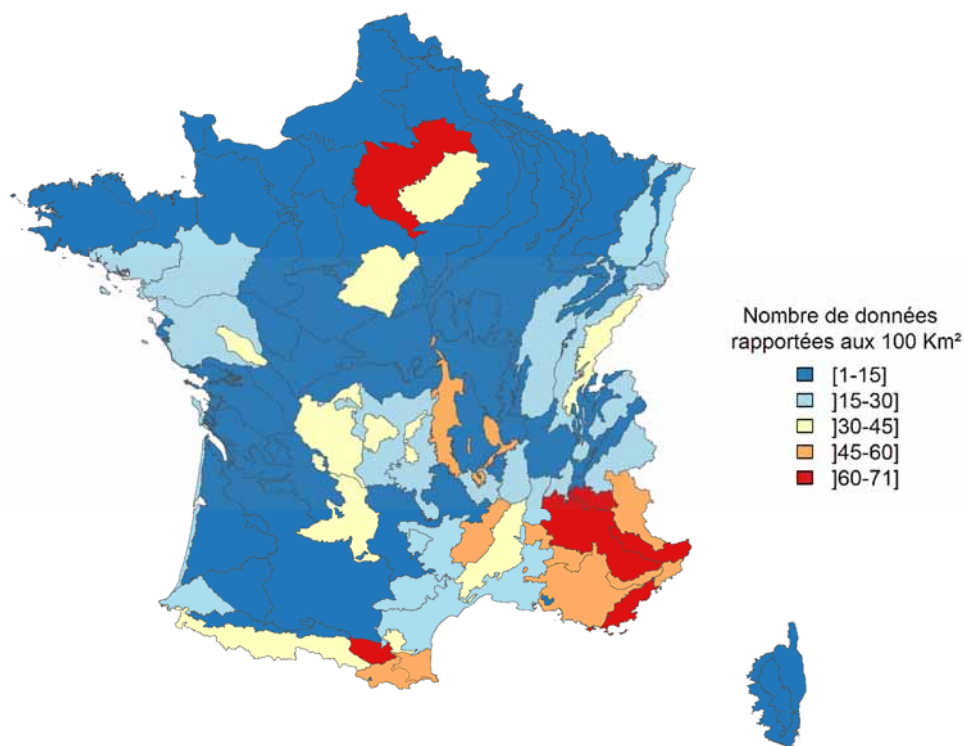 Nombre de données
rapportées aux 100 Km²
[1-15]
]15-30]
]30-45]
]45-60]
]60-71]